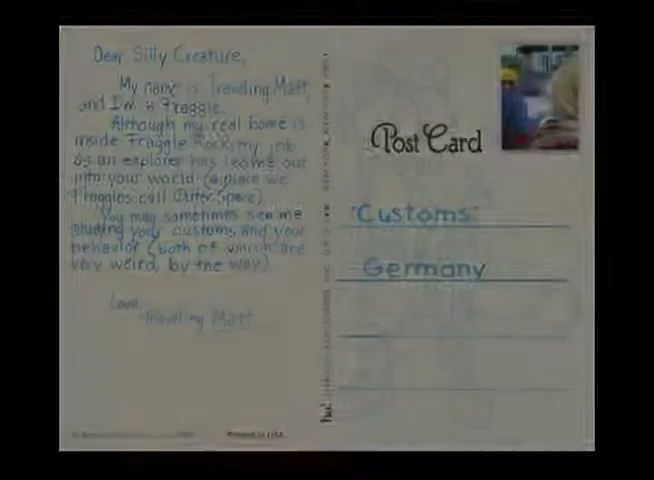 Dear Silly Creature,
My name is Traveling Matt,
and I'm a Fraggle.
Although my real home is
inside Fraggle Rock, my job
as an explorer has leame out
into your world (a place we
Fraggles call Outer Space).
You may sometimes see me
studying your customs and your
behavior (both of which are
very weird, by the way).
Love,
Traveling Matt
Post Card
"Customs"
Germany
Printed in USA